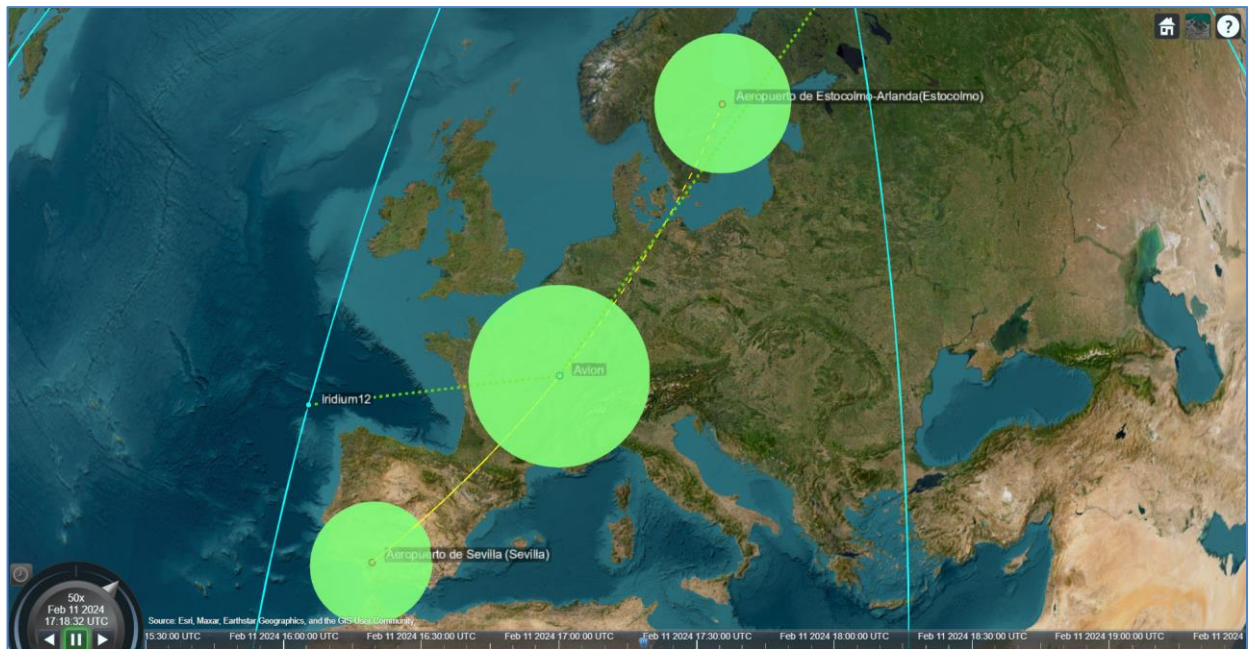 ?
Aeropuerto de Estocolmo-Arlanda(Estocolmo)
Avion
Iridium12
Aeropuerto de Sevilla (Sevilla)
50x
Feb 11 2024
17:18:32 UTC
Source: Esri, Maxar, Earthstar Geographics, and the GIS User Community
15:30:00 UTC Feb 11 2024 16:00:00 UTC Feb 11 2024 16:30:00 UTC Feb 11 2024 17:00:00 UTC Feb 11 2024 17:30:00 UTC Feb 11 2024 18:00:00 UTC Feb 11 2024 18:30:00 UTC Feb 11 2024 19:00:00 UTC Feb 11 2024